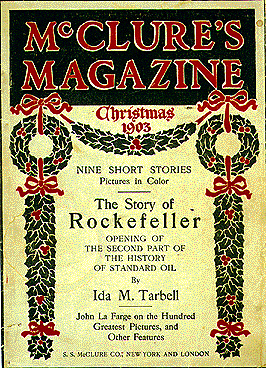 McCLURE'S
MAGAZINE
Christmas
1903
NINE SHORT STORIES
Pictures in Color
The Story of
Rockefeller
OPENING OF
THE SECOND PART OF
THE HISTORY
OF STANDARD OIL
By
Ida M. Tarbell
John La Farge on the Hundred
Greatest Pictures, and
Other Features
S. S. McCLURE CO., NEW YORK AND LONDON